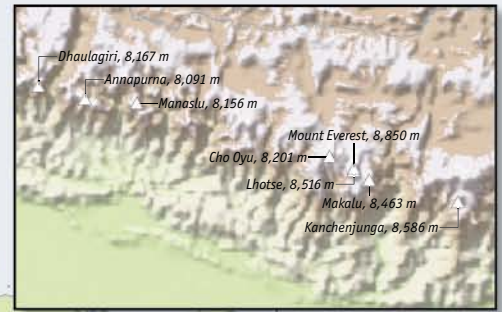 Dhaulagiri, 8,167 m
Annapurna, 8,091 m
Manaslu, 8,156 m
Mount Everest, 8,850 m
Cho Oyu, 8,201 m
Lhotse, 8,516 m
Makalu, 8,463 m
Kanchenjunga, 8,586 m